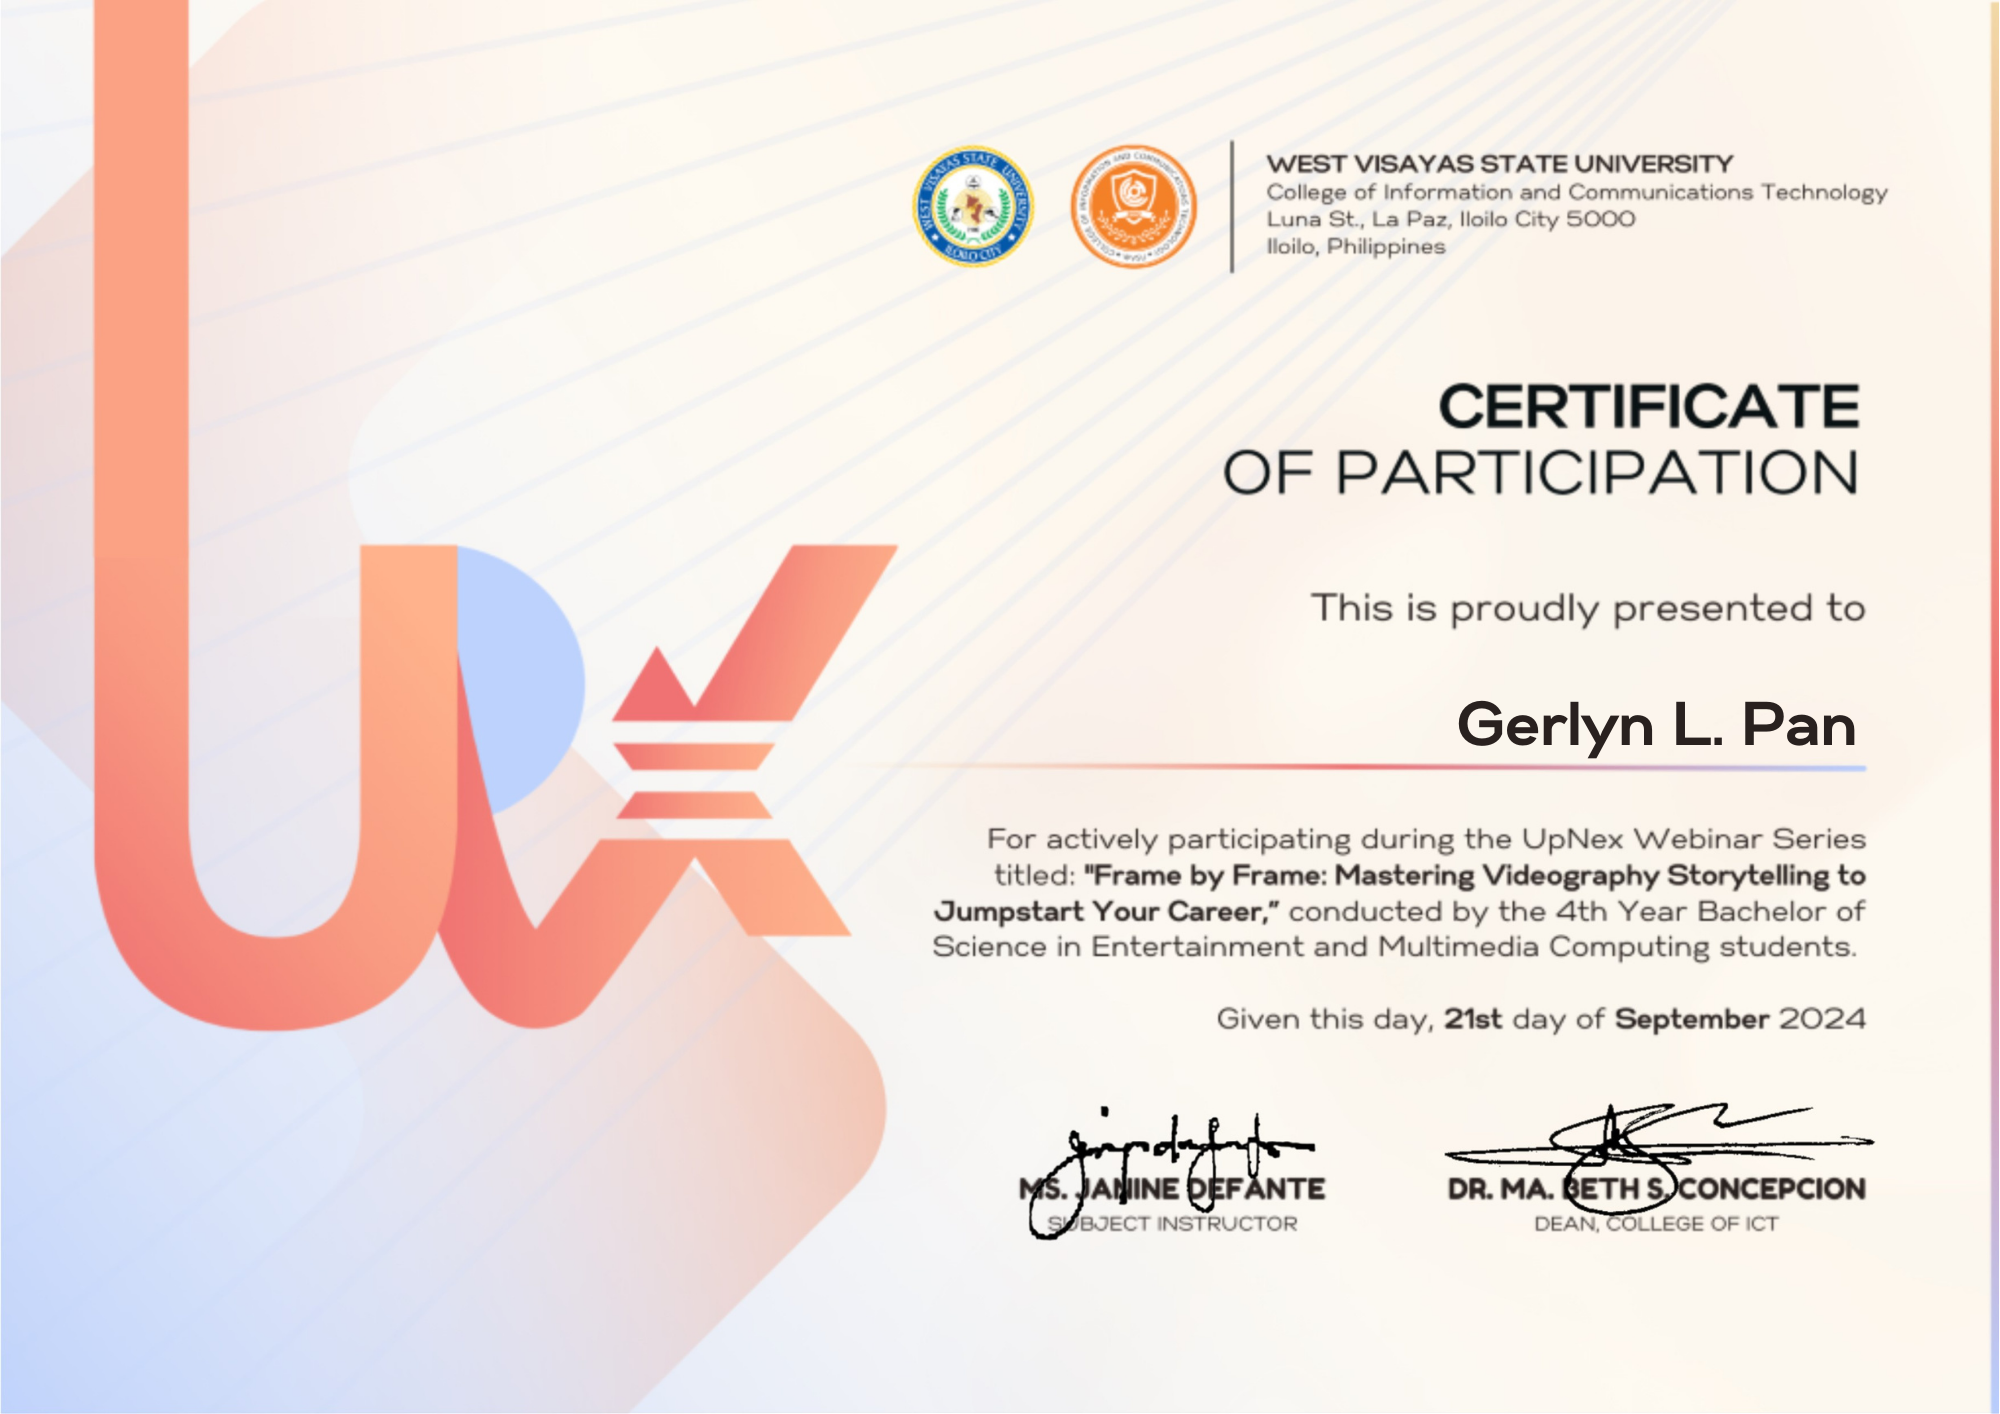 WEST VISAYAS STATE UNIVERSITY
ILOILO CITY
COLLEGE OF INFORMATION AND COMMUNICATIONS TECHNOLOGY • WVSU •
WEST VISAYAS STATE UNIVERSITY
College of Information and Communications Technology
Luna St., La Paz, Iloilo City 5000
Iloilo, Philippines
CERTIFICATE
OF PARTICIPATION
This is proudly presented to
Gerlyn L. Pan
For actively participating during the UpNex Webinar Series
titled: "Frame by Frame: Mastering Videography Storytelling to
Jumpstart Your Career,” conducted by the 4th Year Bachelor of
Science in Entertainment and Multimedia Computing students.
Given this day, 21st day of September 2024
MS. JANINE DEFANTE
SUBJECT INSTRUCTOR
DR. MA. BETH S. CONCEPCION
DEAN, COLLEGE OF ICT